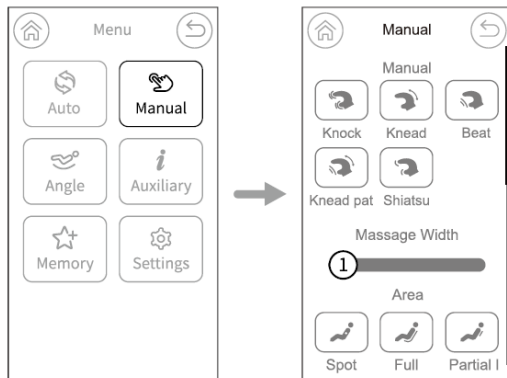 Menu
Auto
Manual
Angle
Auxiliary
Memory
Settings
Manual
Manual
Knock Knead Beat
Knead pat Shiatsu
Massage Width
1
Area
Spot Full Partial l